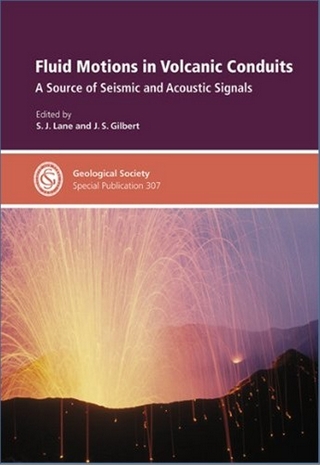 Fluid Motions in Volcanic Conduits
A Source of Seismic and Acoustic Signals
Edited by
S. J. Lane and J. S. Gilbert
Geological Society
Special Publication 307